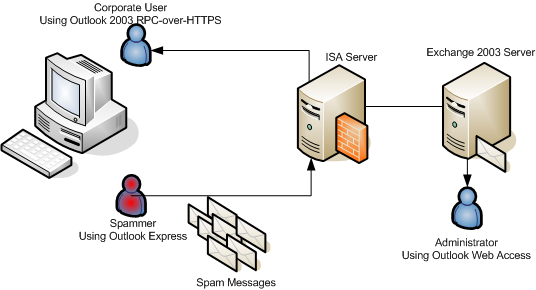 Corporate User
Using Outlook 2003 RPC-over-HTTPS
ISA Server
Exchange 2003 Server
Spammer
Using Outlook Express
Spam Messages
Administrator
Using Outlook Web Access